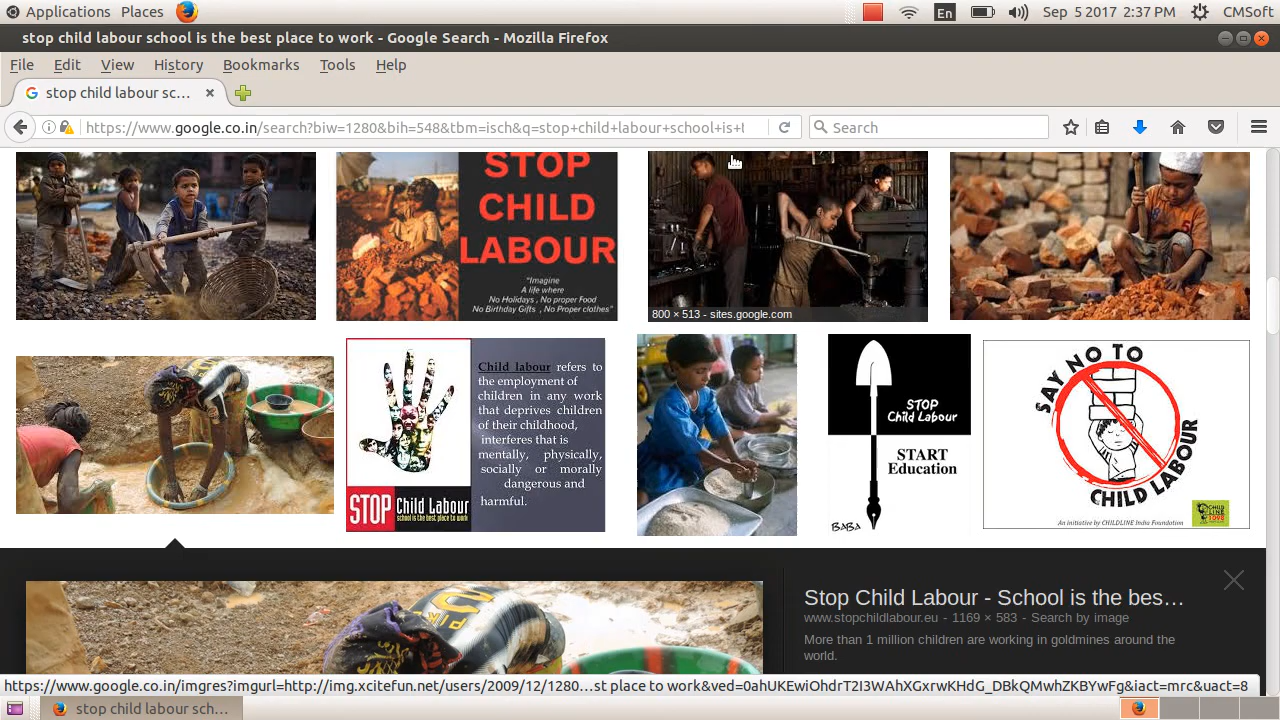 Applications Places
En
Sep 5 2017 2:37 PM
CMSoft
stop child labour school is the best place to work - Google Search - Mozilla Firefox
File Edit View History Bookmarks Tools Help
stop child labour sc...
https://www.google.co.in/search?biw=1280&bih=548&tbm=isch&q=stop+child+labour+school+is+t
Search
STOP
CHILD
LABOUR
"Imagine
A life where
No Holidays , No proper Food
No Birthday Gifts , No Proper clothes"
800 × 513 - sites.google.com
Child labour refers to
the employment of
children in any work
that deprives children
of their childhood,
interferes that is
mentally, physically,
socially or morally
dangerous and
harmful.
STOP Child Labour
school is the best place to work
STOP
Child Labour
START
Education
BABA
SAY NO TO
CHILD LABOUR
An initiative by CHILDLINE India Foundation
Stop Child Labour - School is the bes...
www.stopchildlabour.eu - 1169 × 583 - Search by image
More than 1 million children are working in goldmines around the
world.
https://www.google.co.in/imgres?imgurl=http://img.xcitefun.net/users/2009/12/1280...st place to work&ved=0ahUKEwiOhdrT2I3WAhXGxrwKHdG_DBkQMwhZKBYwFg&iact=mrc&uact=8
stop child labour sch...